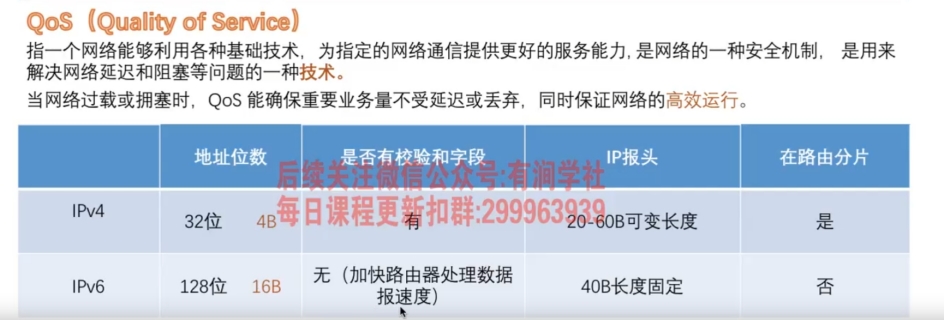 QoS（Quality of Service）
指一个网络能够利用各种基础技术，为指定的网络通信提供更好的服务能力, 是网络的一种安全机制， 是用来
解决网络延迟和阻塞等问题的一种技术。
当网络过载或拥塞时，QoS 能确保重要业务量不受延迟或丢弃，同时保证网络的高效运行。
地址位数 是否有校验和字段 IP报头 在路由分片
后续关注微信公众号:有涧学社
每日课程更新扣群:299963939
IPv4 32位 4B 有 20-60B可变长度 是
IPv6 128位 16B 无（加快路由器处理数据 40B长度固定 否
报速度）